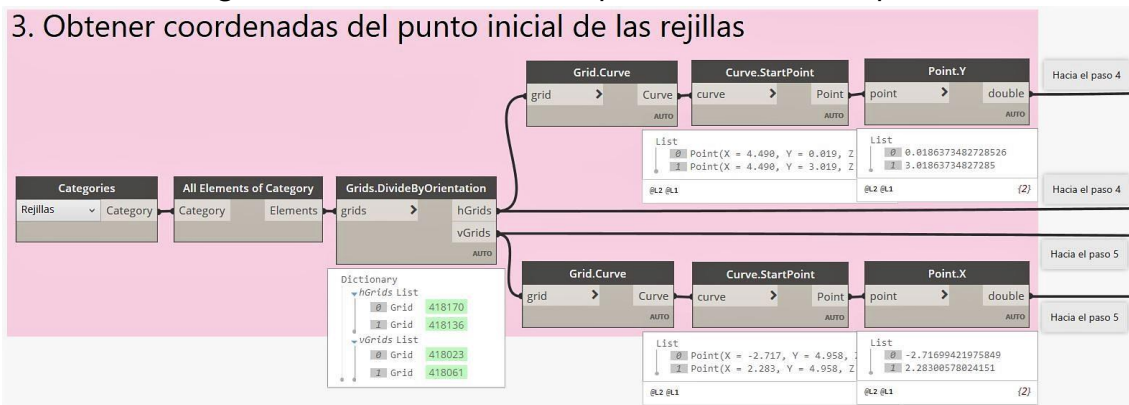 3. Obtener coordenadas del punto inicial de las rejillas
Grid.Curve
grid > Curve
AUTO
Curve.StartPoint
curve > Point
AUTO
Point.Y
point > double
AUTO
Hacia el paso 4
List
0 Point(X = 4.490, Y = 0.019, Z
1 Point(X = 4.490, Y = 3.019, Z
@L2 @L1
List
0 0.0186373482728526
1 3.01863734827285
@L2 @L1 {2}
Categories
Rejillas Category
All Elements of Category
Category Elements
Grids.DivideByOrientation
grids > hGrids
vGrids
AUTO
Hacia el paso 4
Hacia el paso 5
Dictionary
hGrids List
0 Grid 418170
1 Grid 418136
vGrids List
0 Grid 418023
1 Grid 418061
Grid.Curve
grid > Curve
AUTO
Curve.StartPoint
curve > Point
AUTO
Point.X
point > double
AUTO
Hacia el paso 5
List
0 Point(X = -2.717, Y = 4.958,
1 Point(X = 2.283, Y = 4.958, Z
@L2 @L1
List
0 -2.71699421975849
1 2.28300578024151
@L2 @L1 {2}